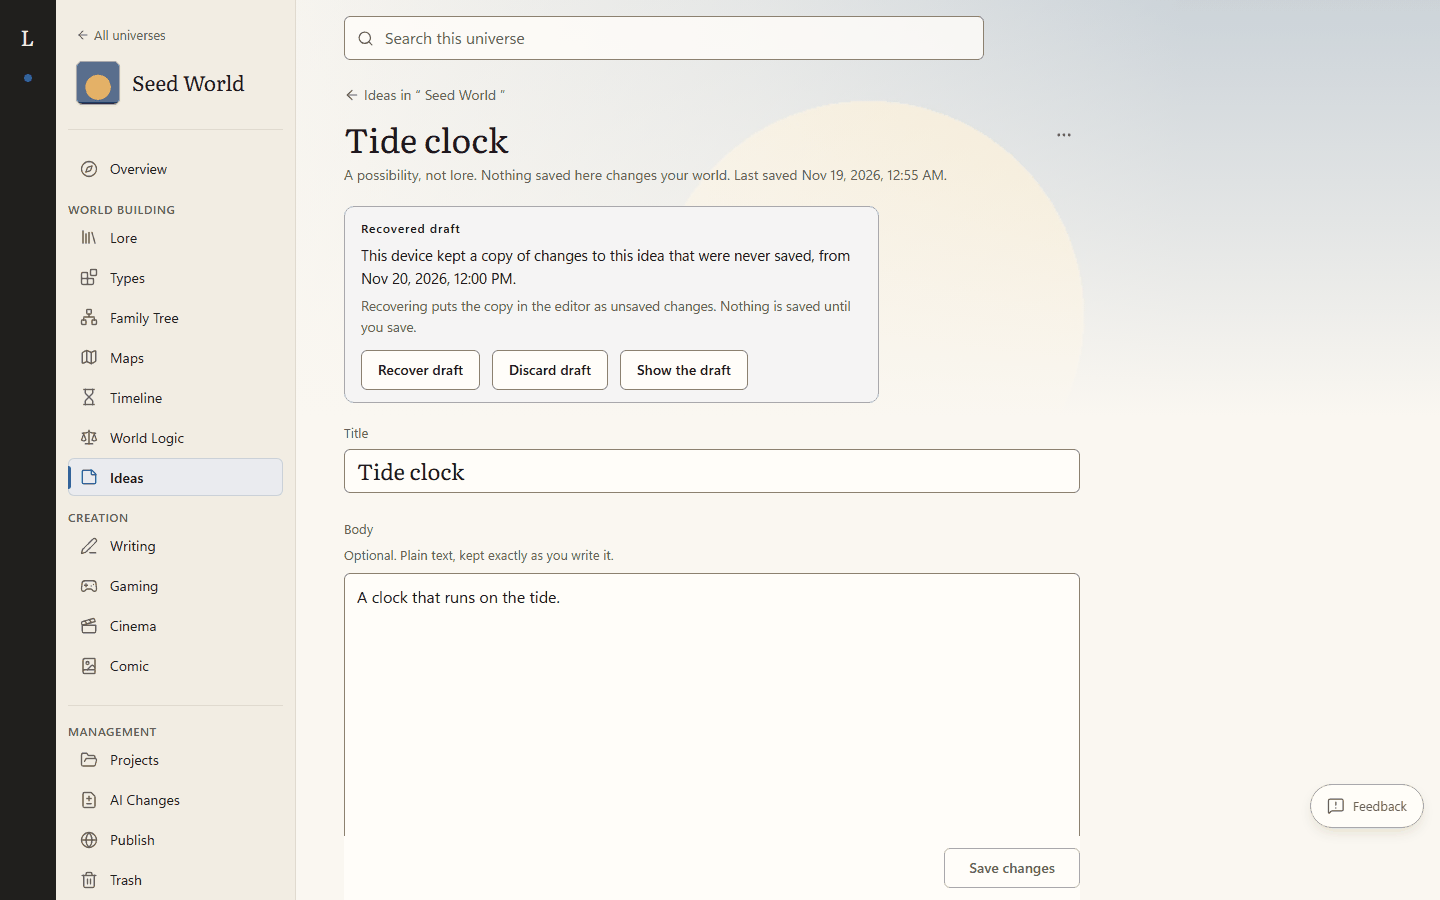 L
All universes
Seed World
Overview
WORLD BUILDING
Lore
Types
Family Tree
Maps
Timeline
World Logic
Ideas
CREATION
Writing
Gaming
Cinema
Comic
MANAGEMENT
Projects
AI Changes
Publish
Trash
Search this universe
Ideas in “ Seed World ”
Tide clock
A possibility, not lore. Nothing saved here changes your world. Last saved Nov 19, 2026, 12:55 AM.
Recovered draft
This device kept a copy of changes to this idea that were never saved, from
Nov 20, 2026, 12:00 PM.
Recovering puts the copy in the editor as unsaved changes. Nothing is saved until
you save.
Recover draft
Discard draft
Show the draft
Title
Tide clock
Body
Optional. Plain text, kept exactly as you write it.
A clock that runs on the tide.
Save changes
Feedback